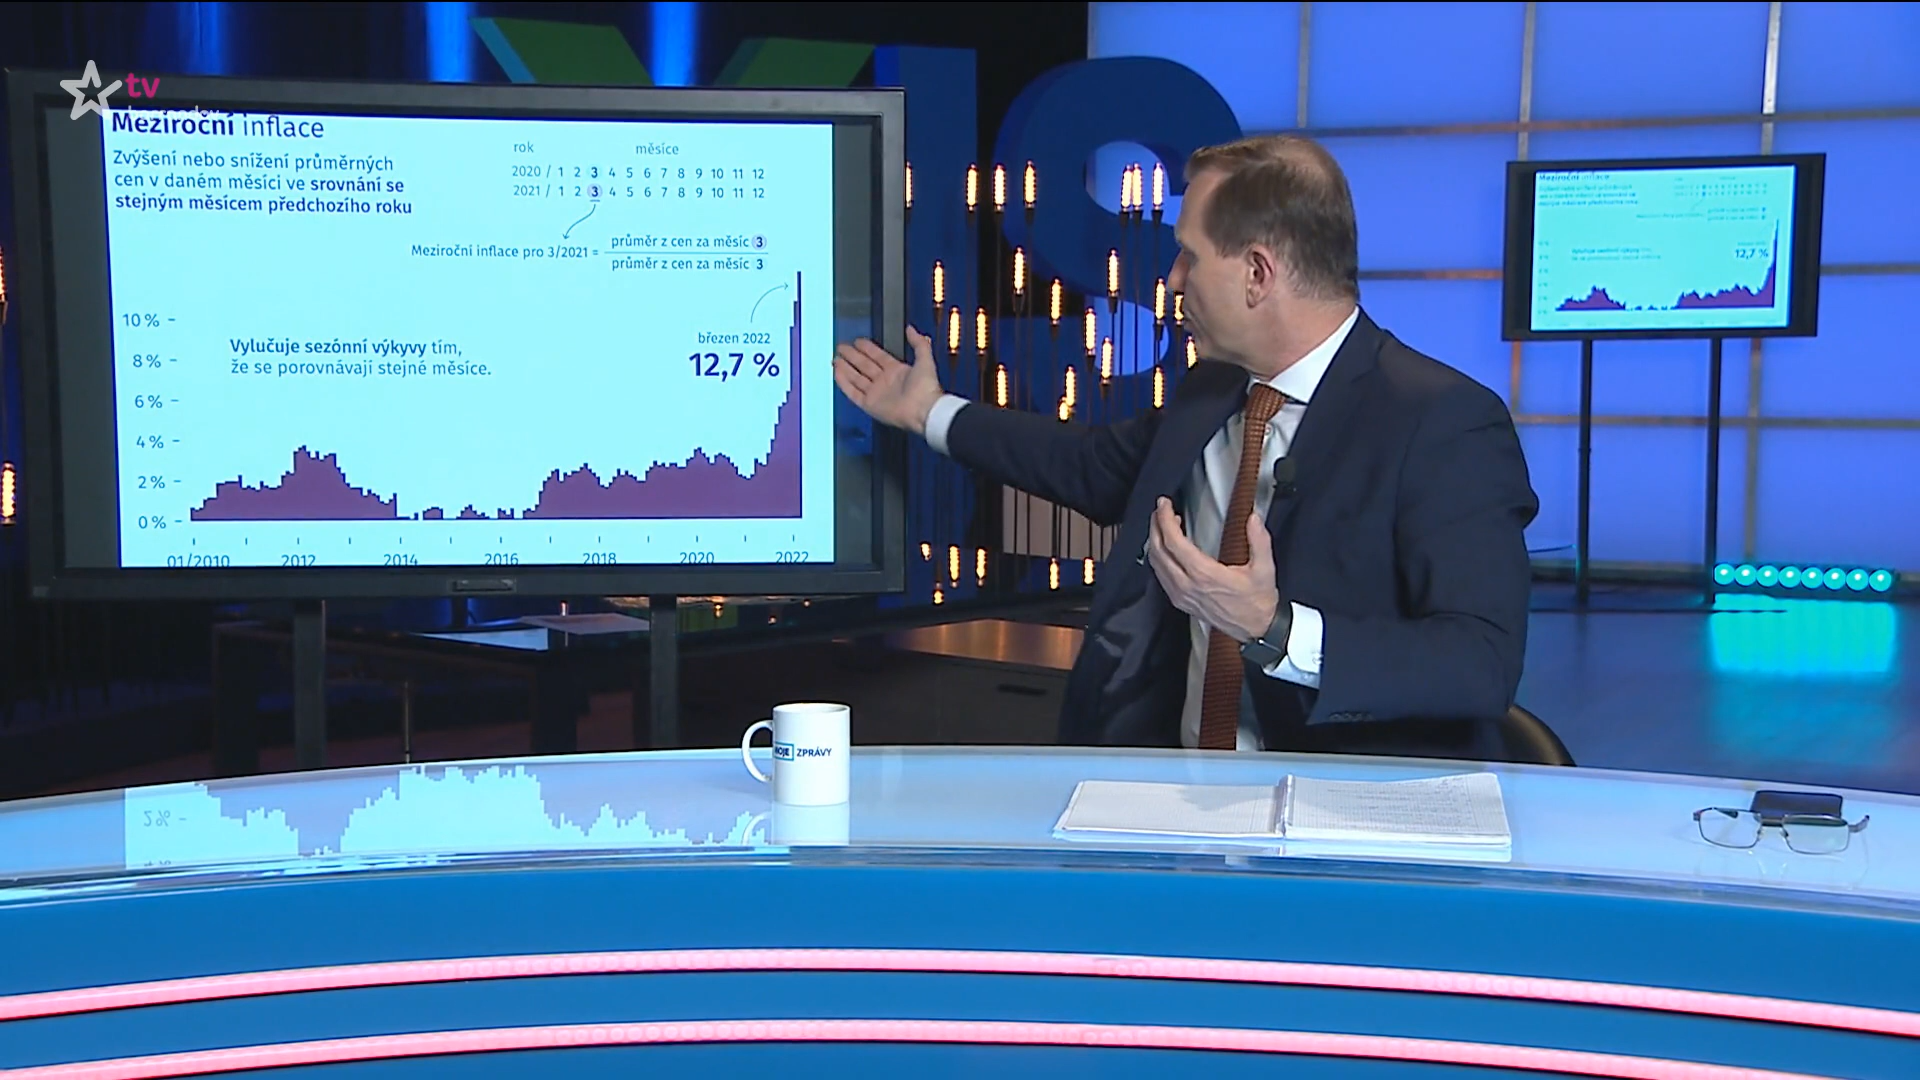 tv
Meziroční inflace
Zvýšení nebo snížení průměrných
cen v daném měsíci ve srovnání se
stejným měsícem předchozího roku
rok měsíce
2020 / 1 2 3 4 5 6 7 8 9 10 11 12
2021 / 1 2 3 4 5 6 7 8 9 10 11 12
Meziroční inflace pro 3/2021 =
průměr z cen za měsíc 3
průměr z cen za měsíc 3
Vylučuje sezónní výkyvy tím,
že se porovnávají stejné měsíce.
březen 2022
12,7 %
10 %
8 %
6 %
4 %
2 %
0 %
01/2010 2012 2014 2016 2018 2020 2022
IS
Meziroční inflace
12,7 %
MOJE ZPRÁVY
2 %